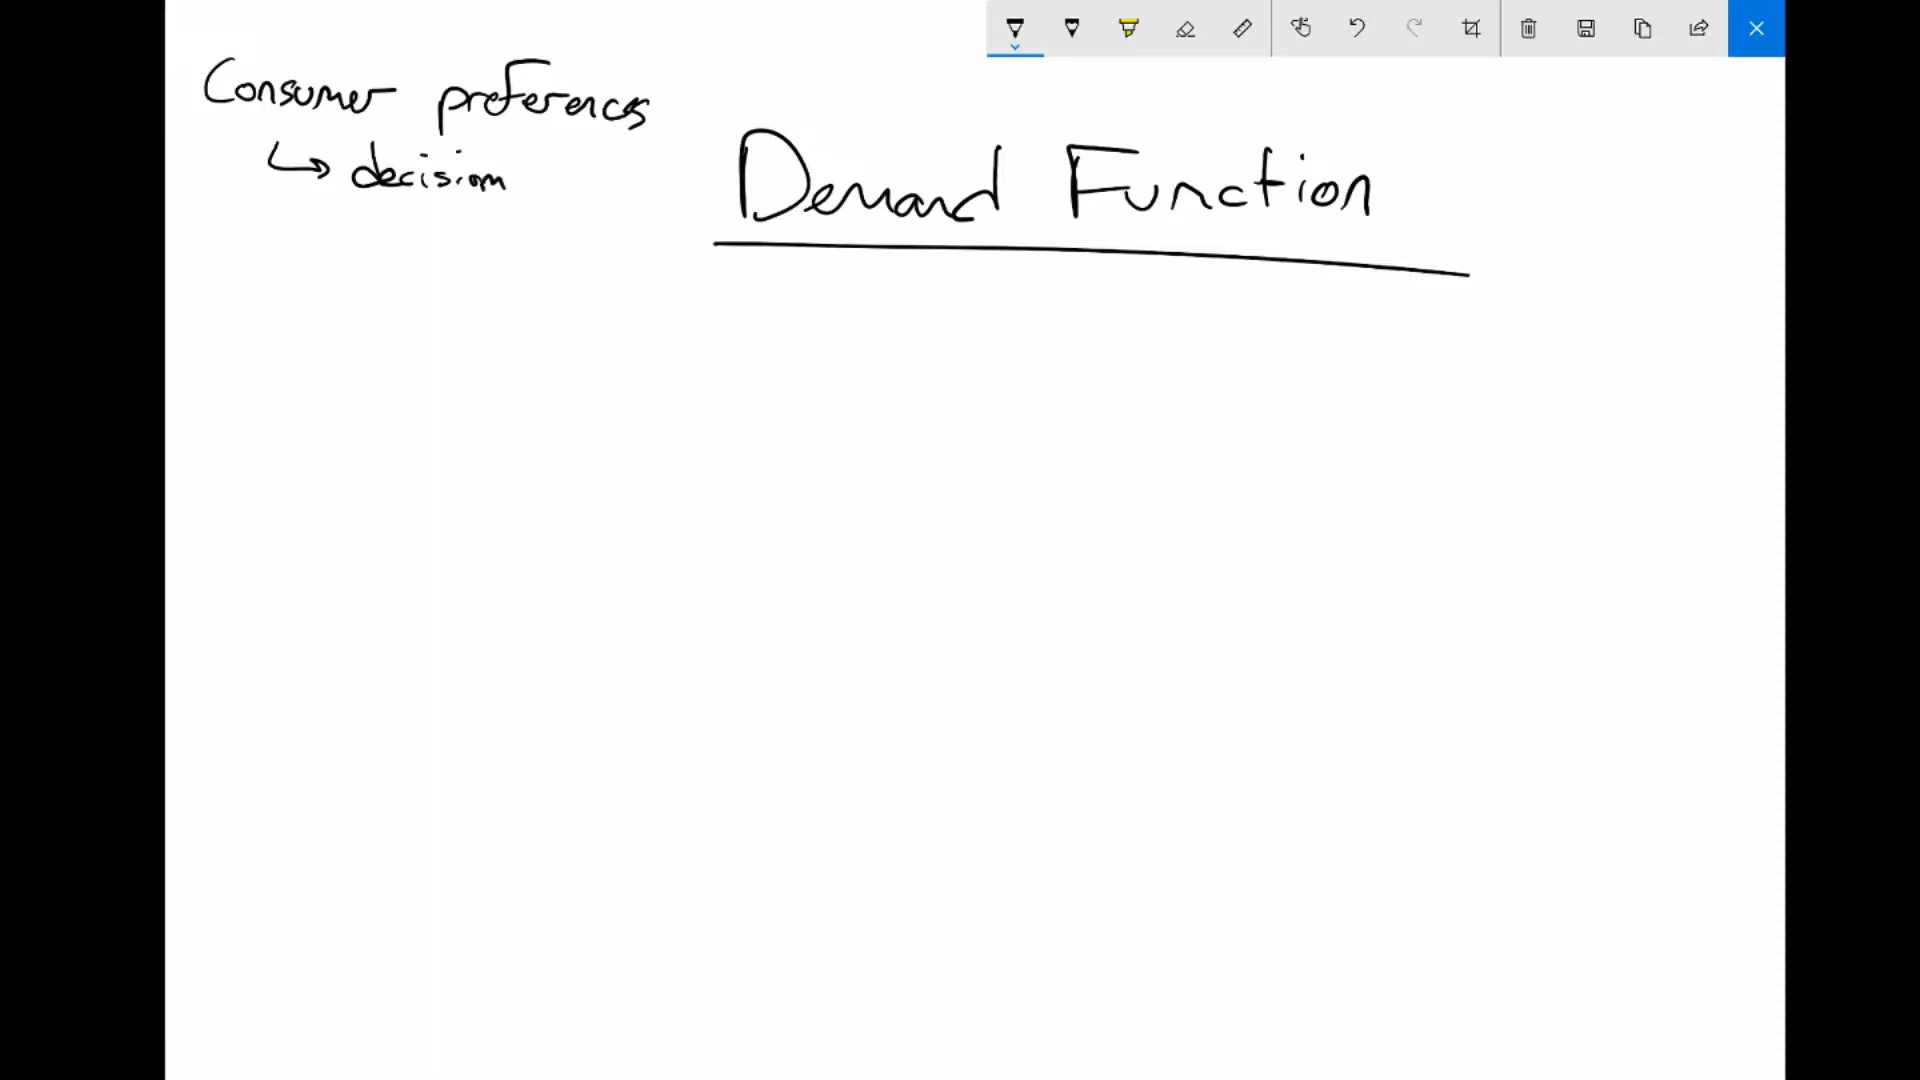 Consumer preferences
↳ decision
Demand Function